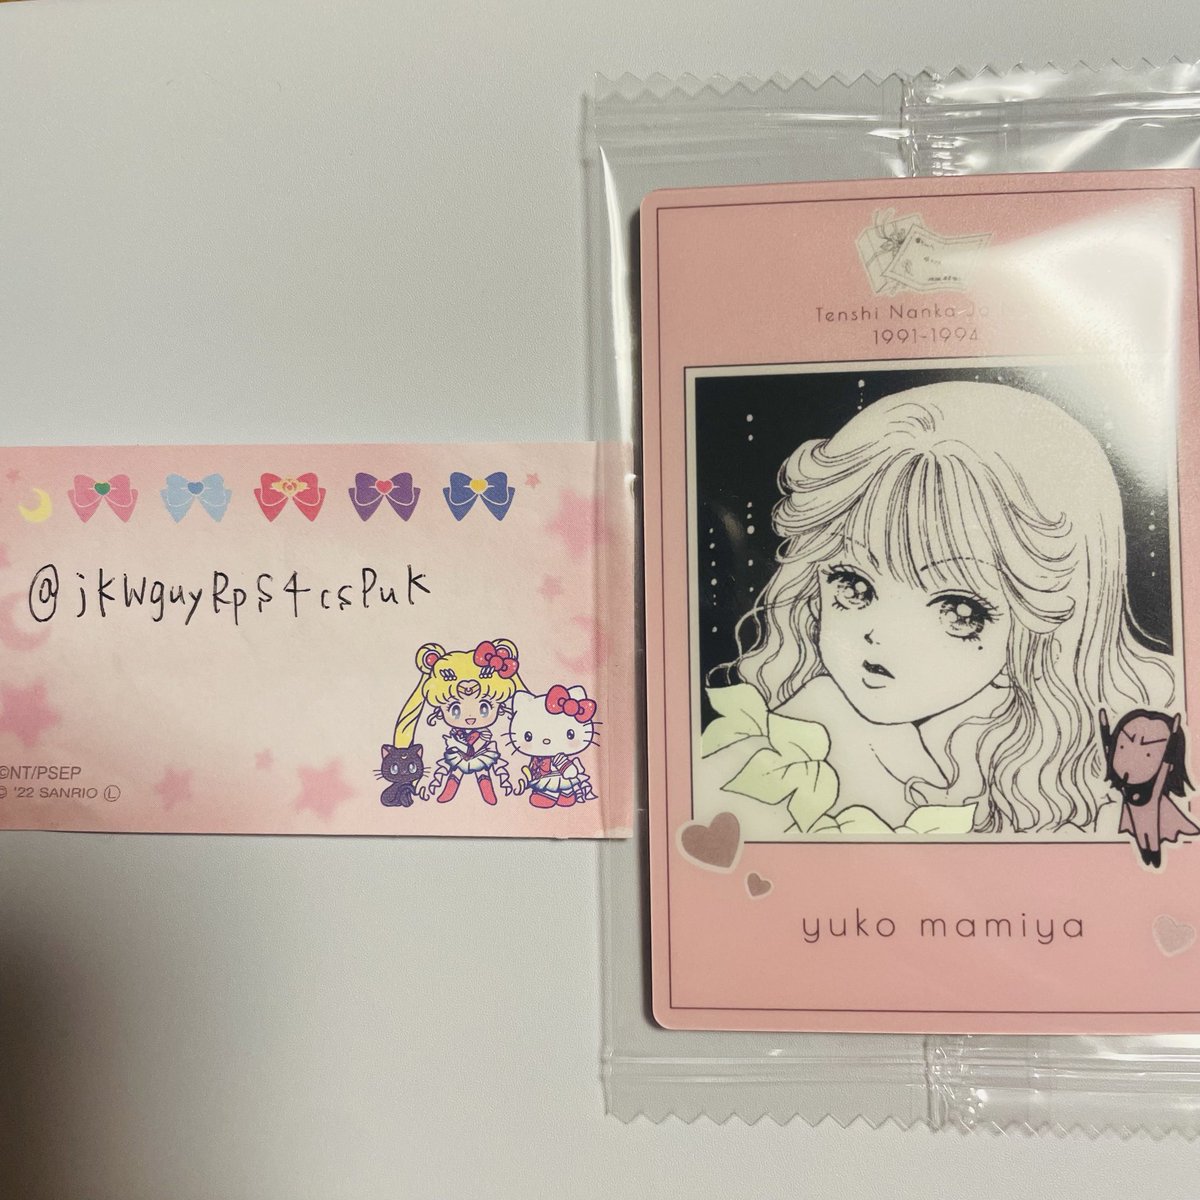 @jkWguyRpS4csPuK
©NT/PSEP
© '22 SANRIO Ⓛ
Tenshi Nanka Ja
1991-1994
yuko mamiya